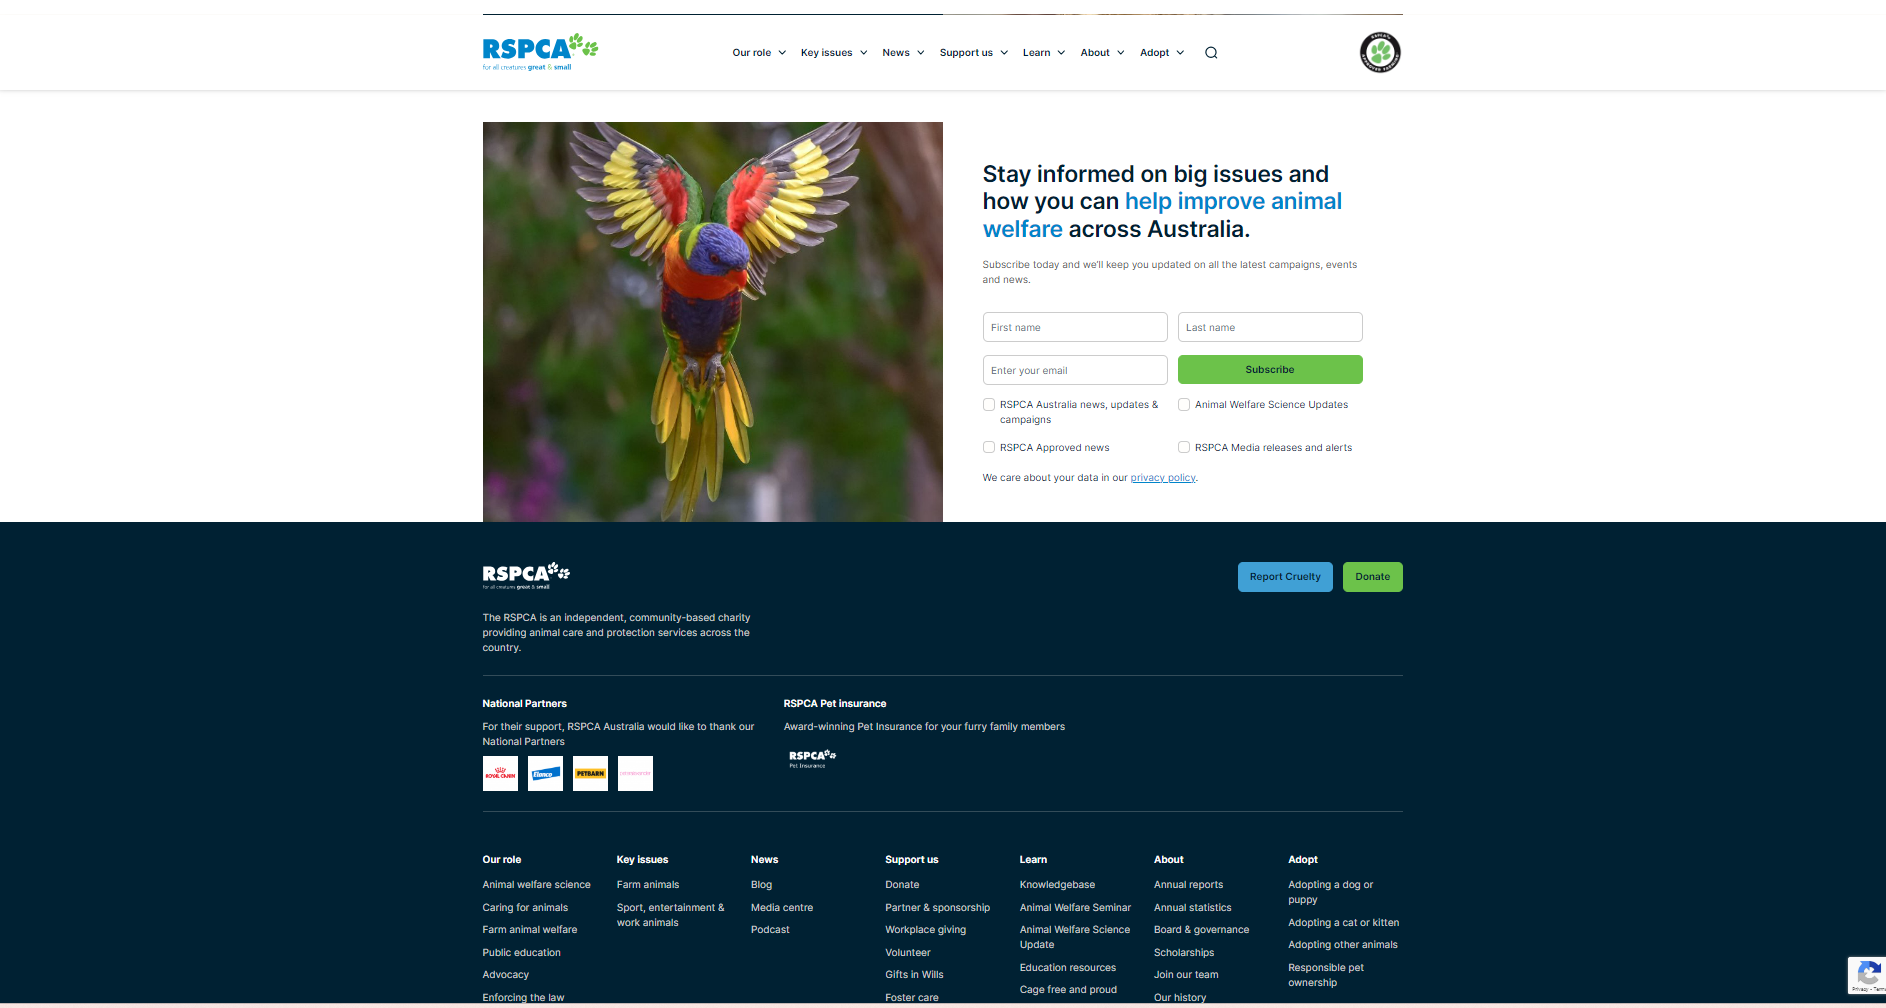 RSPCA
for all creatures great & small
Our role
Key issues
News
Support us
Learn
About
Adopt
Stay informed on big issues and
how you can help improve animal
welfare across Australia.
Subscribe today and we'll keep you updated on all the latest campaigns, events
and news.
First name
Last name
Enter your email
Subscribe
RSPCA Australia news, updates &
campaigns
Animal Welfare Science Updates
RSPCA Approved news
RSPCA Media releases and alerts
We care about your data in our privacy policy.
RSPCA
for all creatures great & small
Report Cruelty
Donate
The RSPCA is an independent, community-based charity
providing animal care and protection services across the
country.
National Partners
For their support, RSPCA Australia would like to thank our
National Partners
ROYAL CANIN
Elanco
PETBARN
RSPCA Pet insurance
Award-winning Pet Insurance for your furry family members
RSPCA
Pet Insurance
Our role
Animal welfare science
Caring for animals
Farm animal welfare
Public education
Advocacy
Enforcing the law
Key issues
Farm animals
Sport, entertainment &
work animals
News
Blog
Media centre
Podcast
Support us
Donate
Partner & sponsorship
Workplace giving
Volunteer
Gifts in Wills
Foster care
Learn
Knowledgebase
Animal Welfare Seminar
Animal Welfare Science
Update
Education resources
Cage free and proud
About
Annual reports
Annual statistics
Board & governance
Scholarships
Join our team
Our history
Adopt
Adopting a dog or
puppy
Adopting a cat or kitten
Adopting other animals
Responsible pet
ownership
Privacy - Term